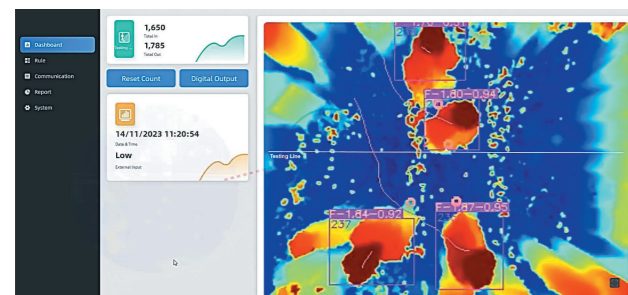 Dashboard
Rule
Communication
Report
System
1,650
Total In
Testing ...
1,785
Total Out
Reset Count
Digital Output
14/11/2023 11:20:54
Date & Time
Low
External Input
F-1.80-0.94
Testing Line
F-1.84-0.92
237
F-1.87-0.95